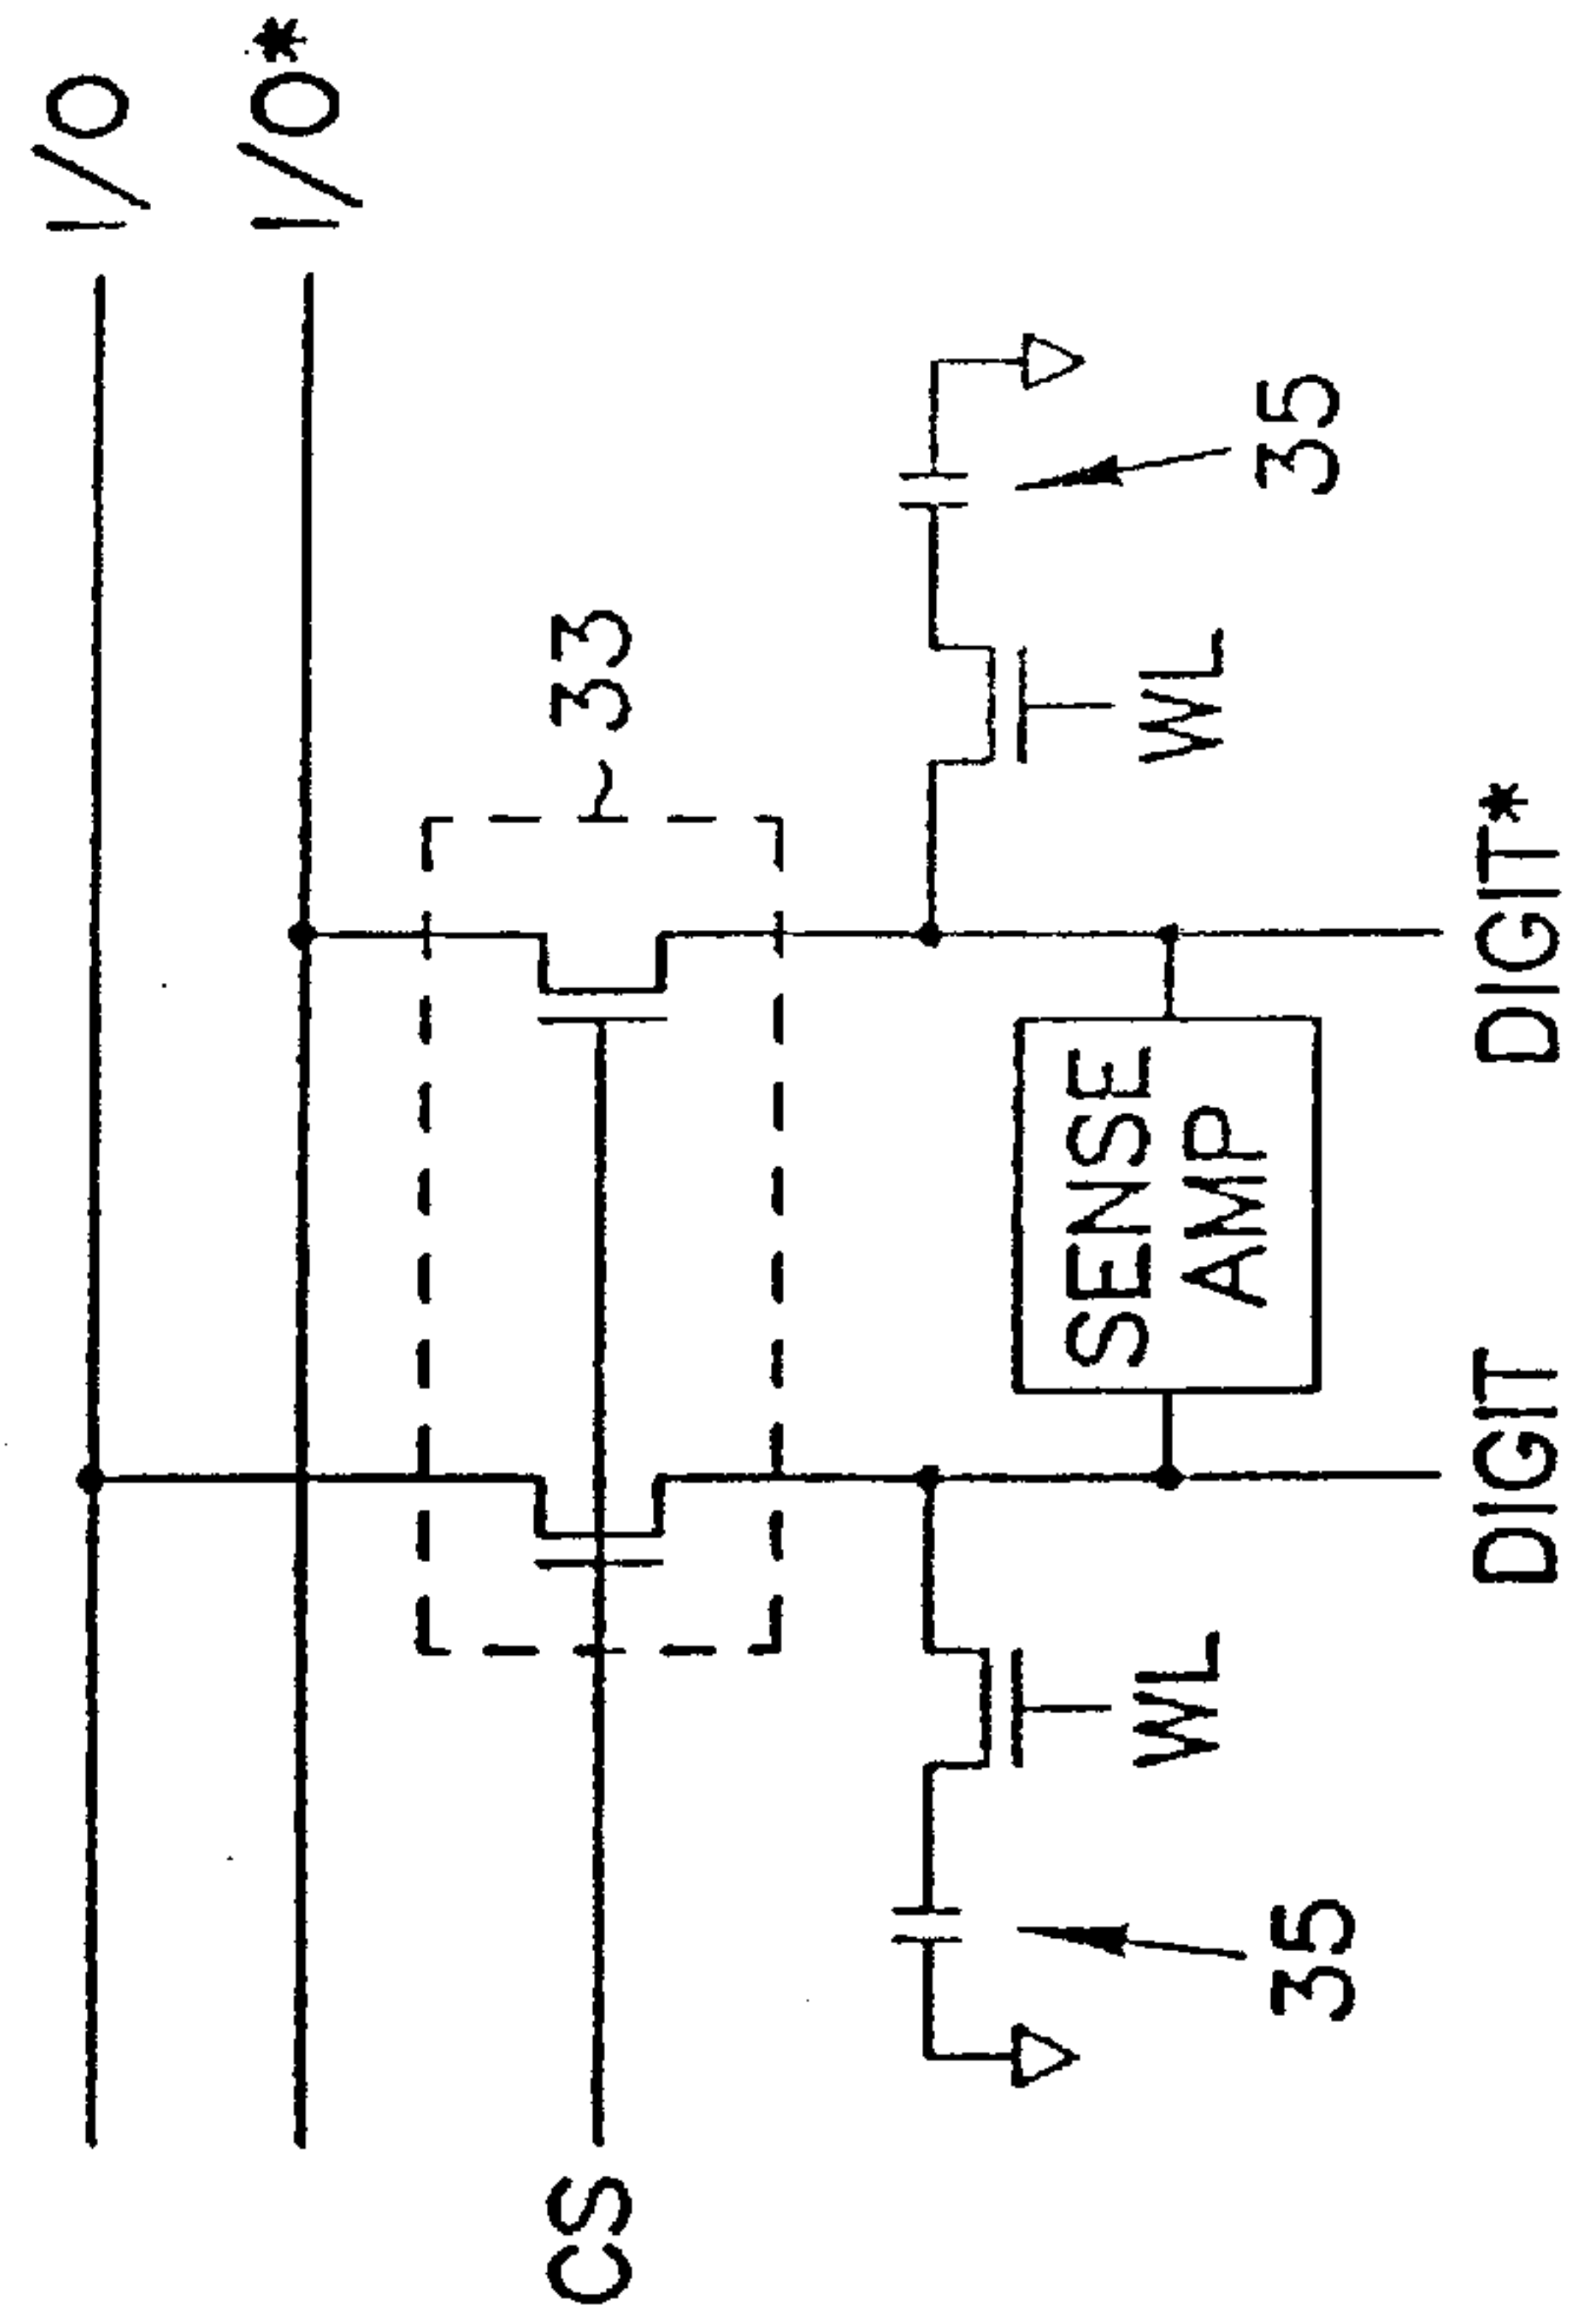 I/O
I/O*
33
CS
35
WL
WL
35
SENSE
AMP
DIGIT
DIGIT*